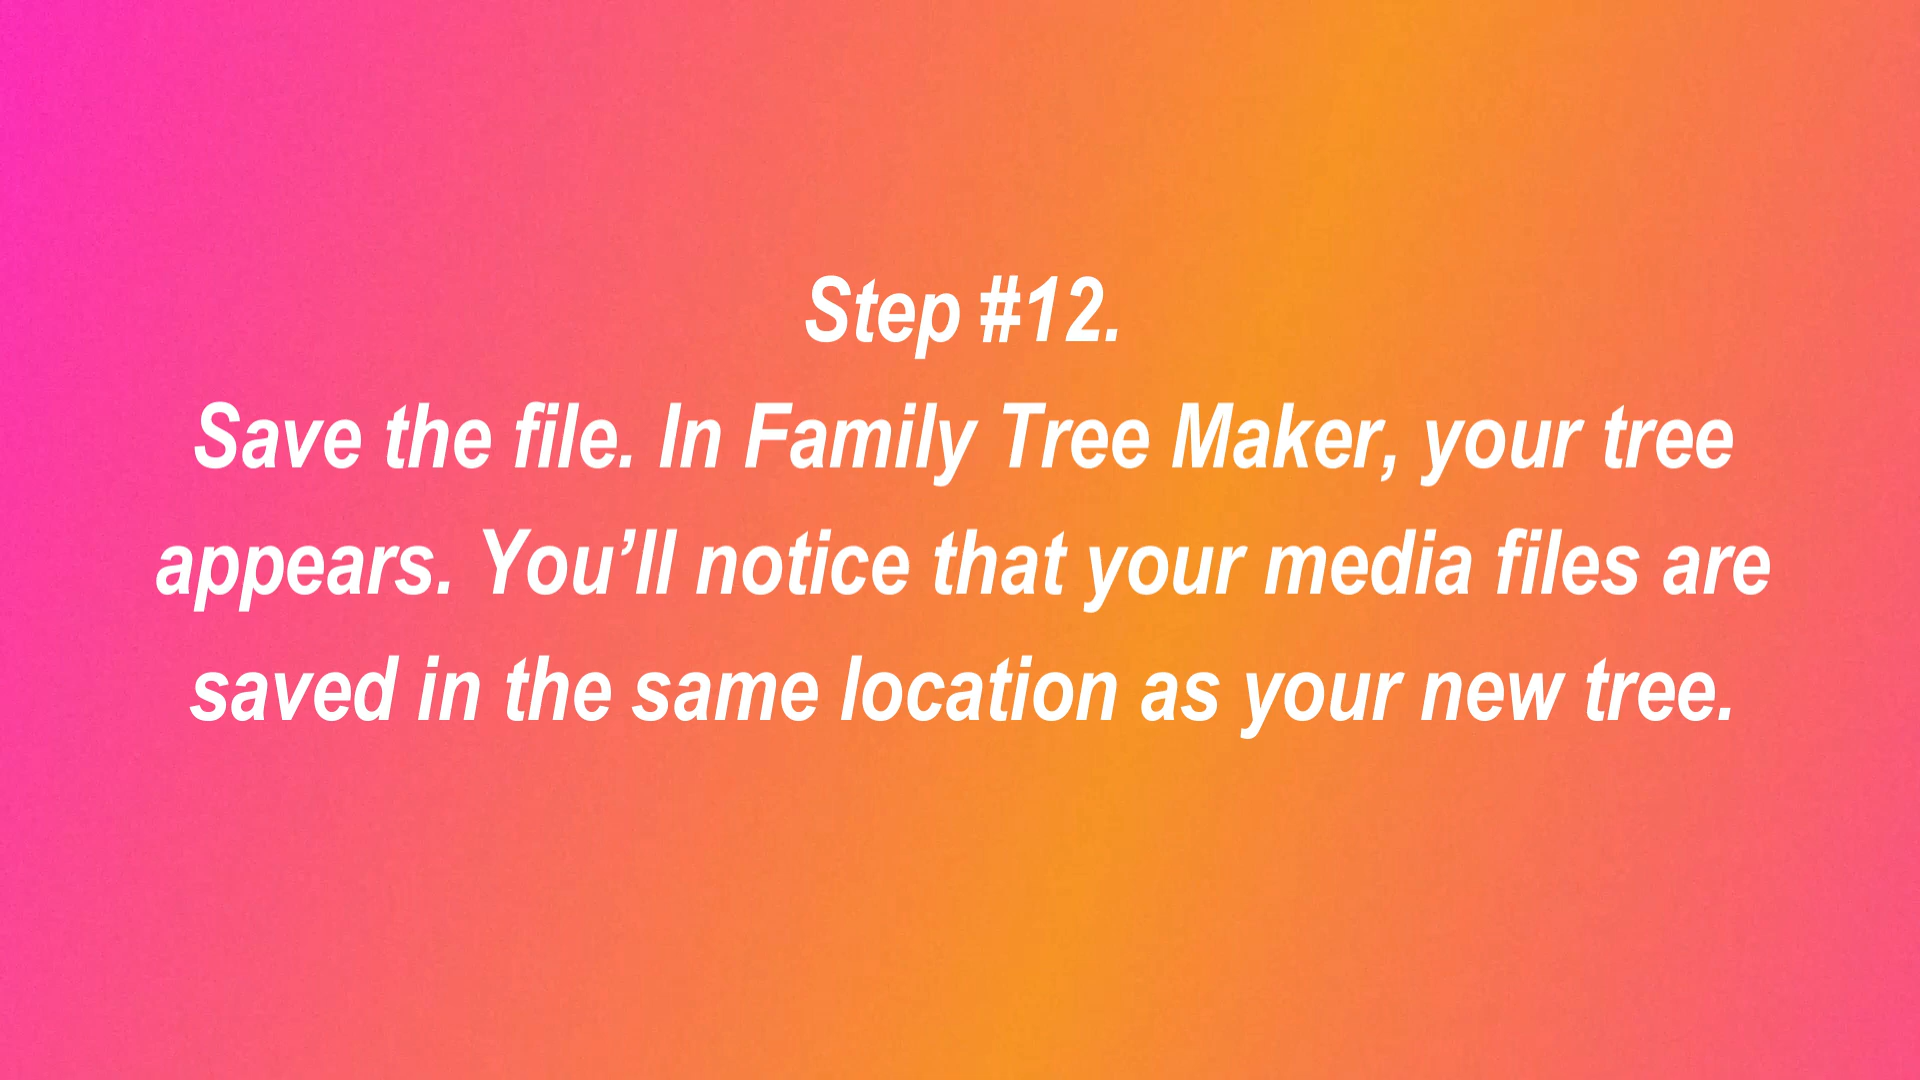 Step #12.
Save the file. In Family Tree Maker, your tree
appears. You’ll notice that your media files are
saved in the same location as your new tree.